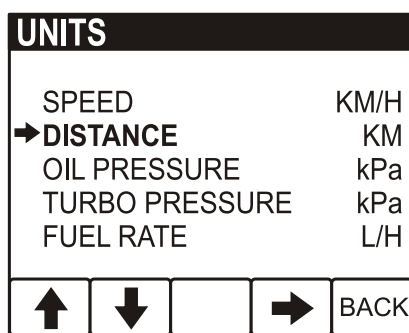 UNITS
SPEED KM/H
DISTANCE KM
OIL PRESSURE kPa
TURBO PRESSURE kPa
FUEL RATE L/H
BACK